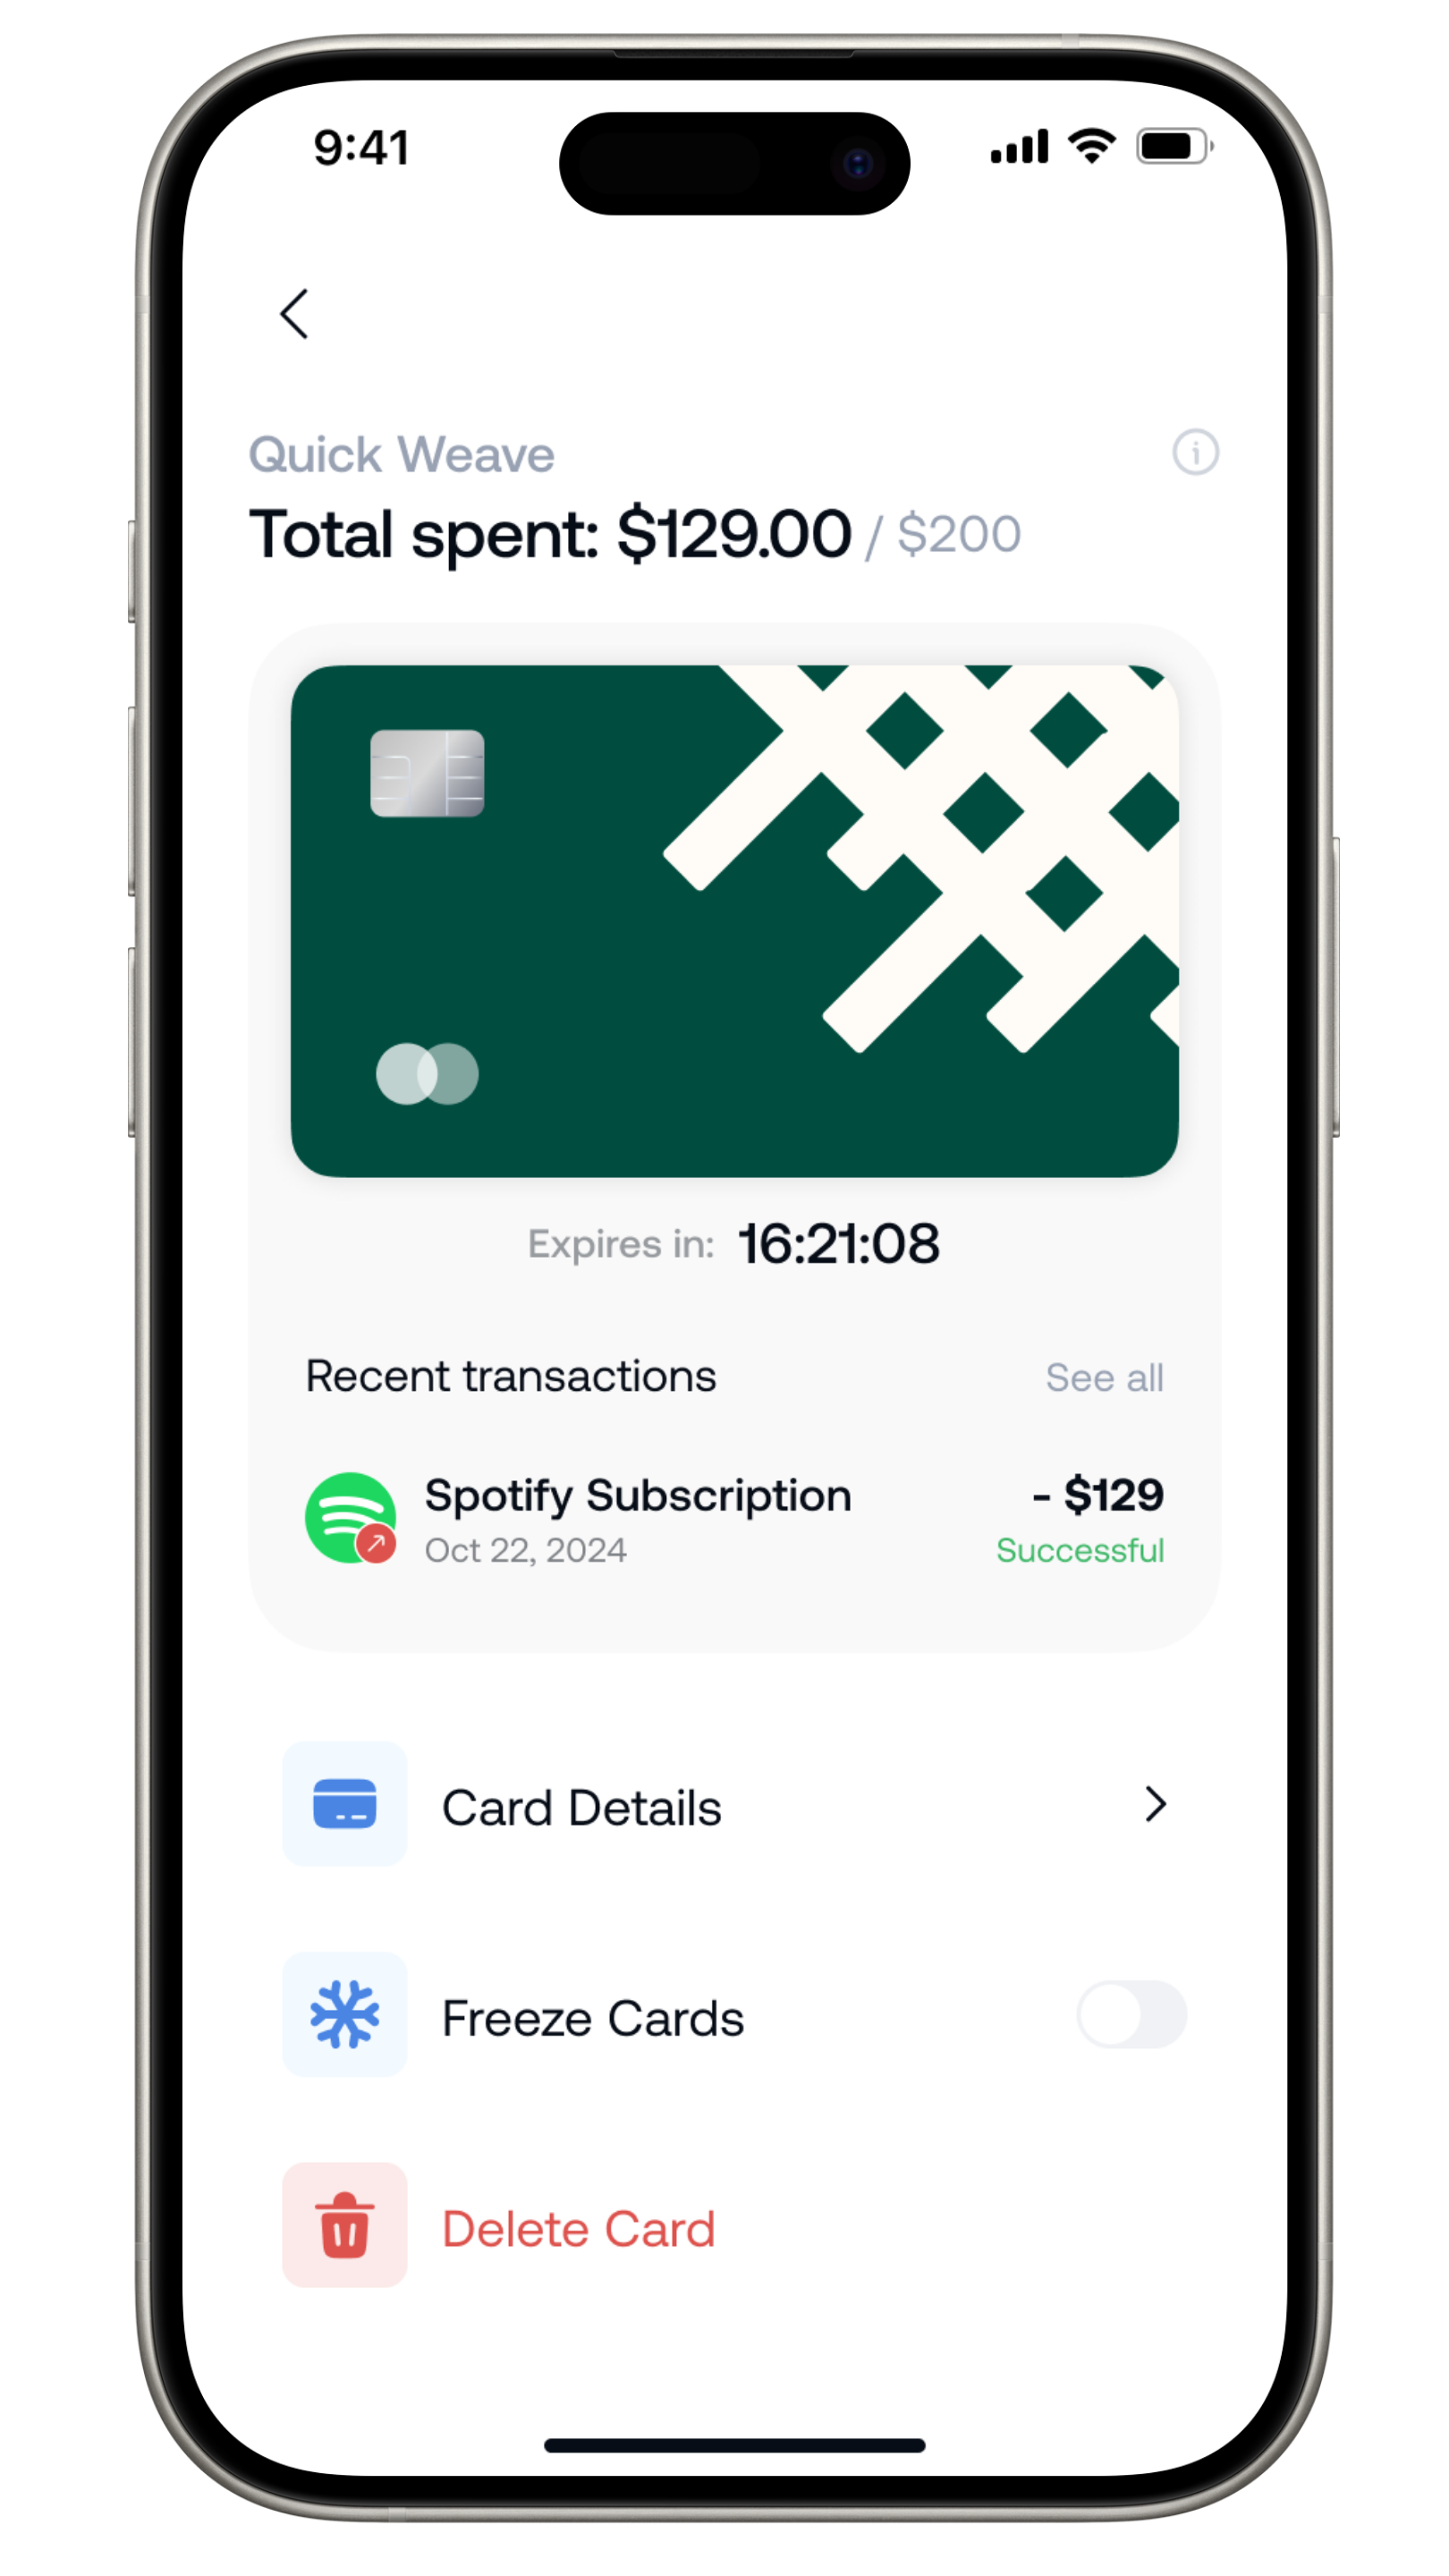 9:41
Quick Weave
Total spent: $129.00 / $200
Expires in: 16:21:08
Recent transactions
See all
Spotify Subscription
- $129
Oct 22, 2024
Successful
Card Details
Freeze Cards
Delete Card